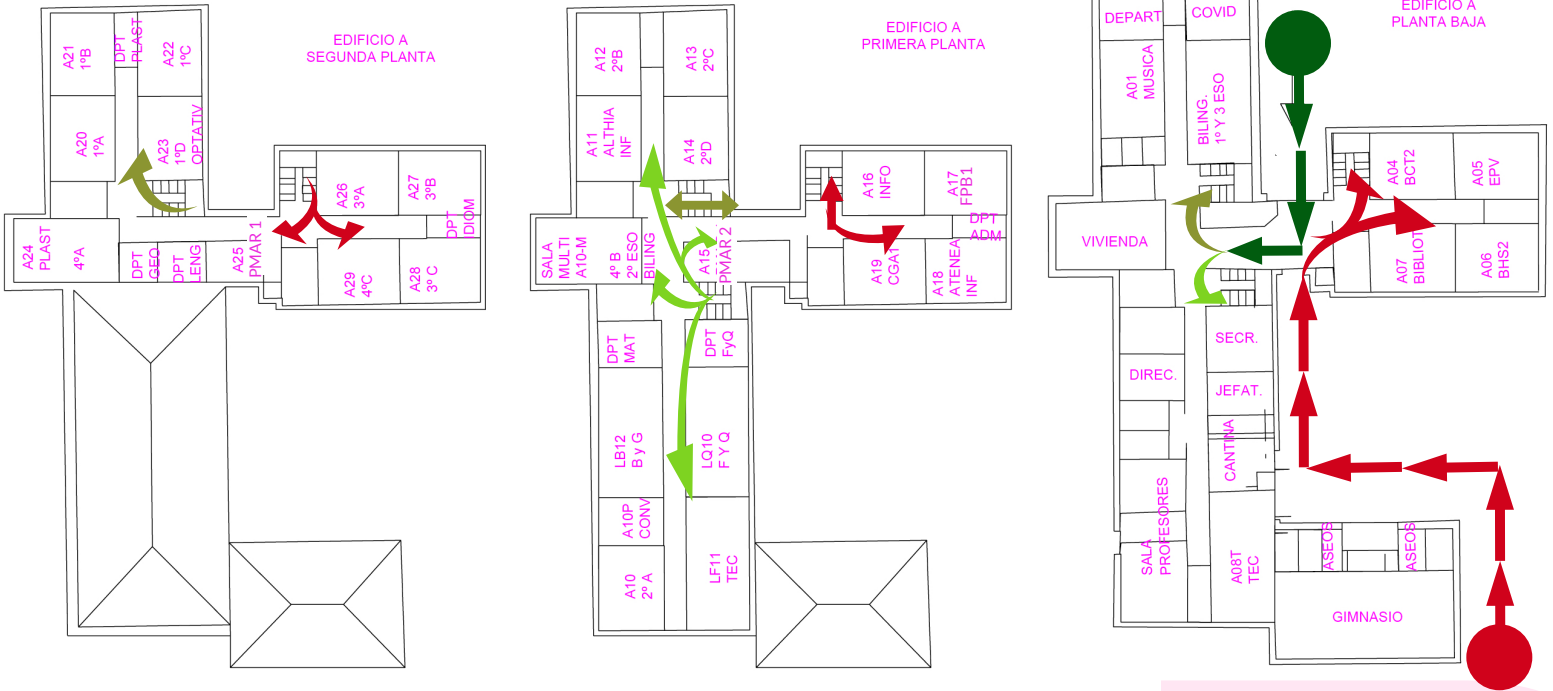 EDIFICIO A
SEGUNDA PLANTA
A21
1ºB
DPT
PLAST
A22
1ºC
A20
1ºA
A23
1ºD
OPTATIV
A26
3ºA
A27
3ºB
A24
PLAST
4ºA
DPT
GEO
DPT
LENG
A25
PMAR 1
DPT
DIOM
A29
4ºC
A28
3º C
EDIFICIO A
PRIMERA PLANTA
A12
2ºB
A13
2ºC
A11
ALTHIA
INF
A14
2ºD
A16
INFO
A17
FPB1
SALA
MULTI
A10-M
4º B
2º ESO
BILING
A15
PMAR 2
DPT
ADM
A19
CGA1
A18
ATENEA
INF
DPT
MAT
DPT
FyQ
LB12
B y G
LQ10
F Y Q
A10P
CONV
A10
2º A
LF11
TEC
EDIFICIO A
PLANTA BAJA
DEPART
COVID
A01
MUSICA
BILING.
1º Y 3 ESO
A04
BCT2
A05
EPV
VIVIENDA
A07
BIBLIOT
A06
BHS2
SECR.
DIREC.
JEFAT.
CANTINA
SALA
PROFESORES
A08T
TEC
ASEOS
ASEOS
GIMNASIO